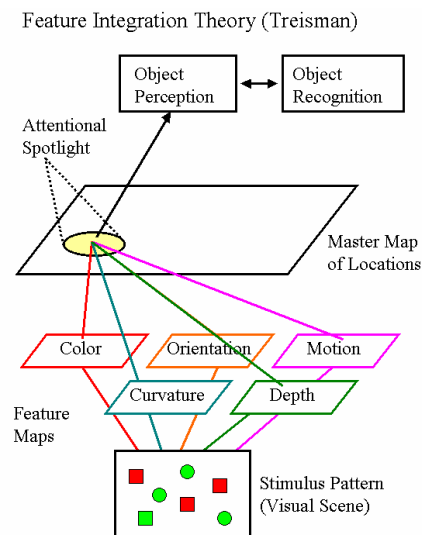 Feature Integration Theory (Treisman)
Object
Perception
Object
Recognition
Attentional
Spotlight
Master Map
of Locations
Color
Orientation
Motion
Curvature
Depth
Feature
Maps
Stimulus Pattern
(Visual Scene)